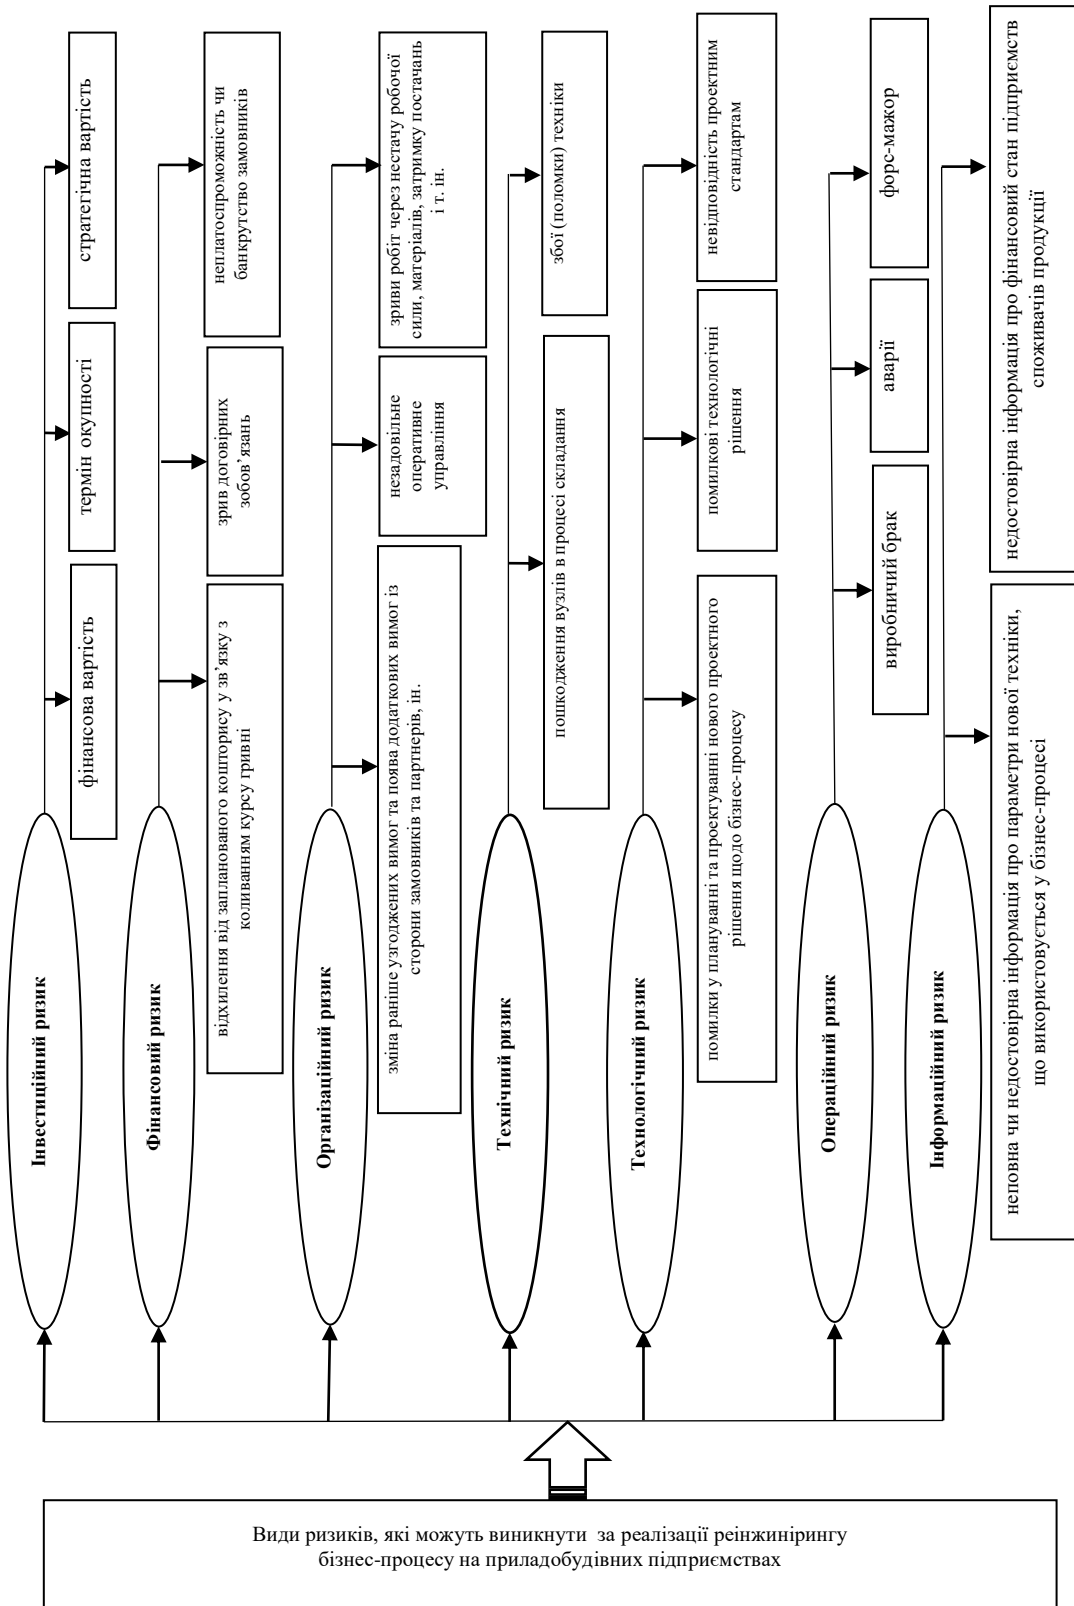 Види ризиків, які можуть виникнути за реалізації реінжинірингу
бізнес-процесу на приладобудівних підприємствах
Інвестиційний ризик
фінансова вартість
термін окупності
стратегічна вартість
Фінансовий ризик
відхилення від запланованого кошторису у зв’язку з
коливанням курсу гривні
зрив договірних
зобов’язань
неплатоспроможність чи
банкрутство замовників
Організаційний ризик
зміна раніше узгоджених вимог та поява додаткових вимог із
сторони замовників та партнерів, ін.
незадовільне
оперативне
управління
зриви робіт через нестачу робочої
сили, матеріалів, затримку постачань
і т. ін.
Технічний ризик
пошкодження вузлів в процесі складання
збої (поломки) техніки
Технологічний ризик
помилки у плануванні та проектуванні нового проектного
рішення щодо бізнес-процесу
помилкові технологічні
рішення
невідповідність проектним
стандартам
Операційний ризик
виробничий брак
аварії
форс-мажор
Інформаційний ризик
неповна чи недостовірна інформація про параметри нової техніки,
що використовується у бізнес-процесі
недостовірна інформація про фінансовий стан підприємств
споживачів продукції